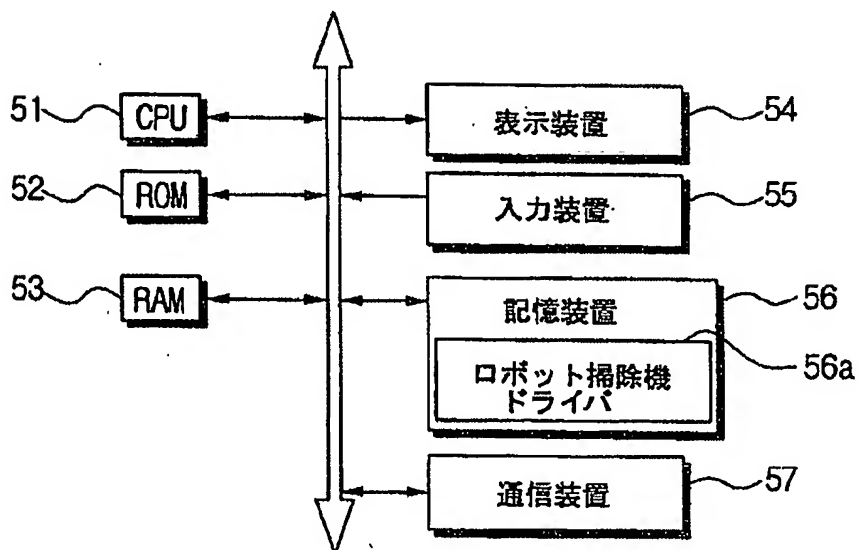 51
CPU
表示装置
54
52
ROM
入力装置
55
53
RAM
記憶装置
56
ロボット掃除機
ドライバ
56a
通信装置
57